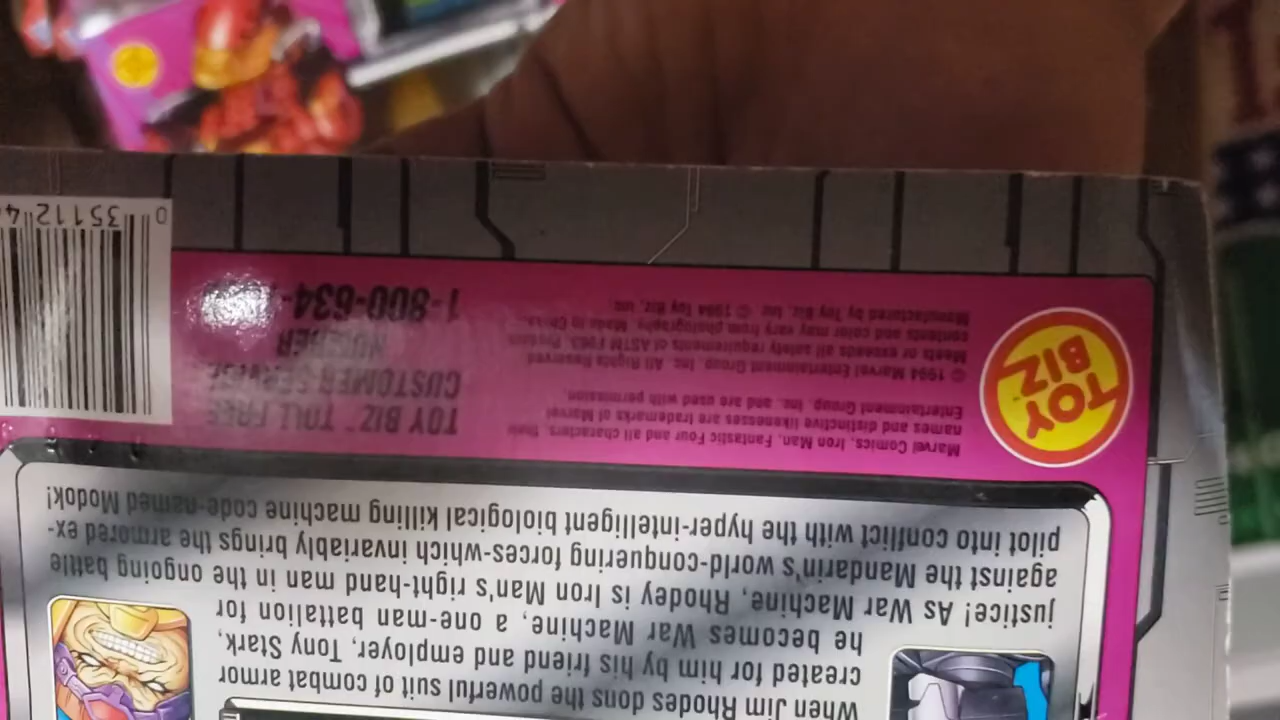 When Jim Rhodes dons the powerful suit of combat armor
created for him by his friend and employer, Tony Stark,
he becomes War Machine, a one-man battalion for
justice! As War Machine, Rhodey is Iron Man's right-hand man in the ongoing battle
against the Mandarin's world-conquering forces-which invariably brings the armored ex-
pilot into conflict with the hyper-intelligent biological killing machine code-named Modok!
TOY BIZ
Marvel Comics, Iron Man, Fantastic Four and all characters, their
names and distinctive likenesses are trademarks of Marvel
Entertainment Group, Inc. and are used with permission.
© 1994 Marvel Entertainment Group, Inc. All Rights Reserved
Meets or exceeds all safety requirements of ASTM F963. Product
contents and color may vary from photography. Made in China.
Manufactured by Toy Biz, Inc. © 1994 Toy Biz, Inc.
TOY BIZ™ TOLL FREE
CUSTOMER SERVICE
NUMBER
1-800-634-
0 35112 4